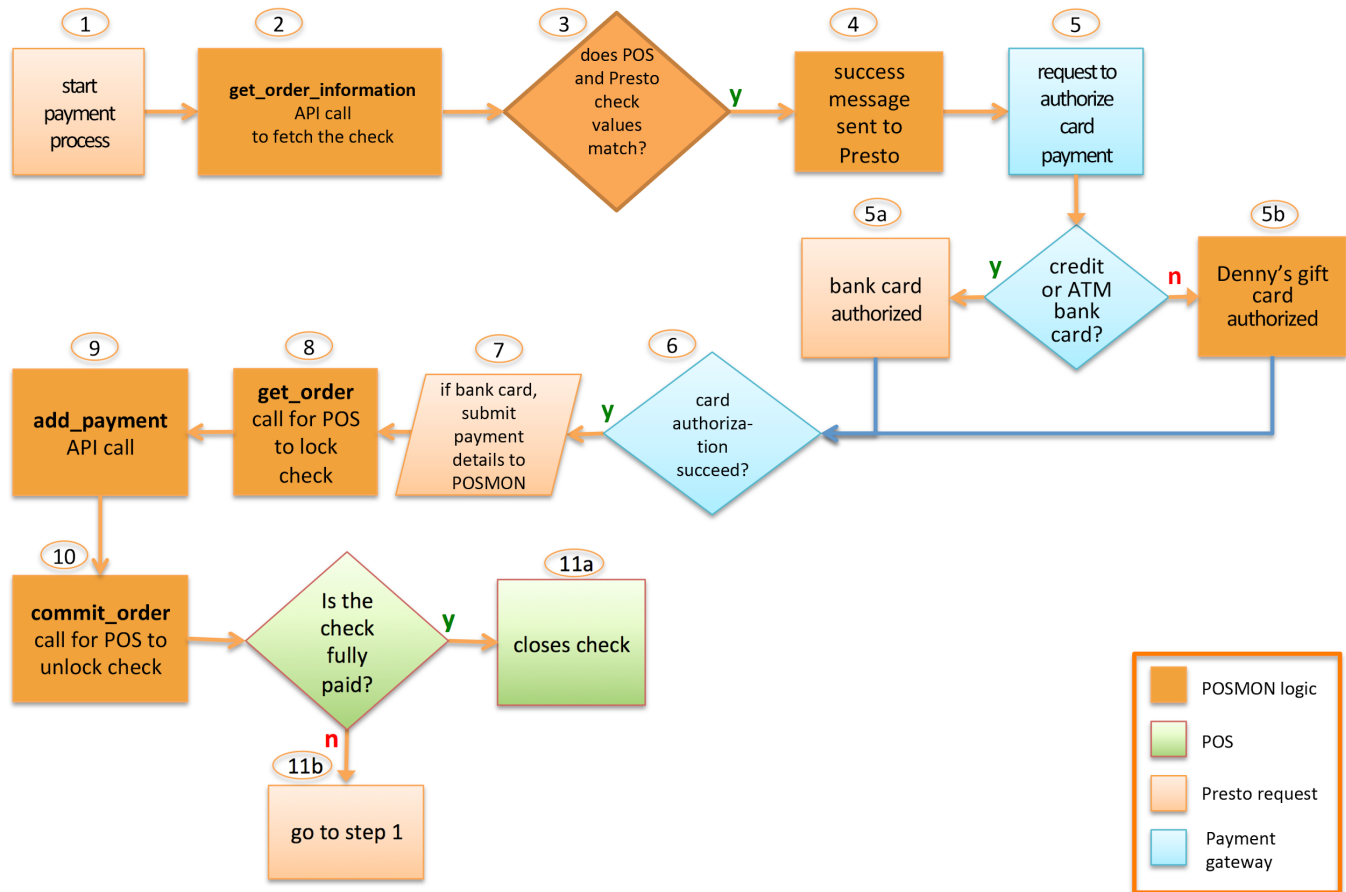 1
start
payment
process
2
get_order_information
API call
to fetch the check
3
does POS
and Presto
check
values
match?
y
4
success
message
sent to
Presto
5
request to
authorize
card
payment
credit
or ATM
bank
card?
y
n
5a
bank card
authorized
5b
Denny's gift
card
authorized
6
card
authoriza-
tion
succeed?
y
7
if bank card,
submit
payment
details to
POSMON
8
get_order
call for POS
to lock
check
9
add_payment
API call
10
commit_order
call for POS to
unlock check
Is the
check
fully
paid?
y
n
11a
closes check
11b
go to step 1
POSMON logic
POS
Presto request
Payment
gateway